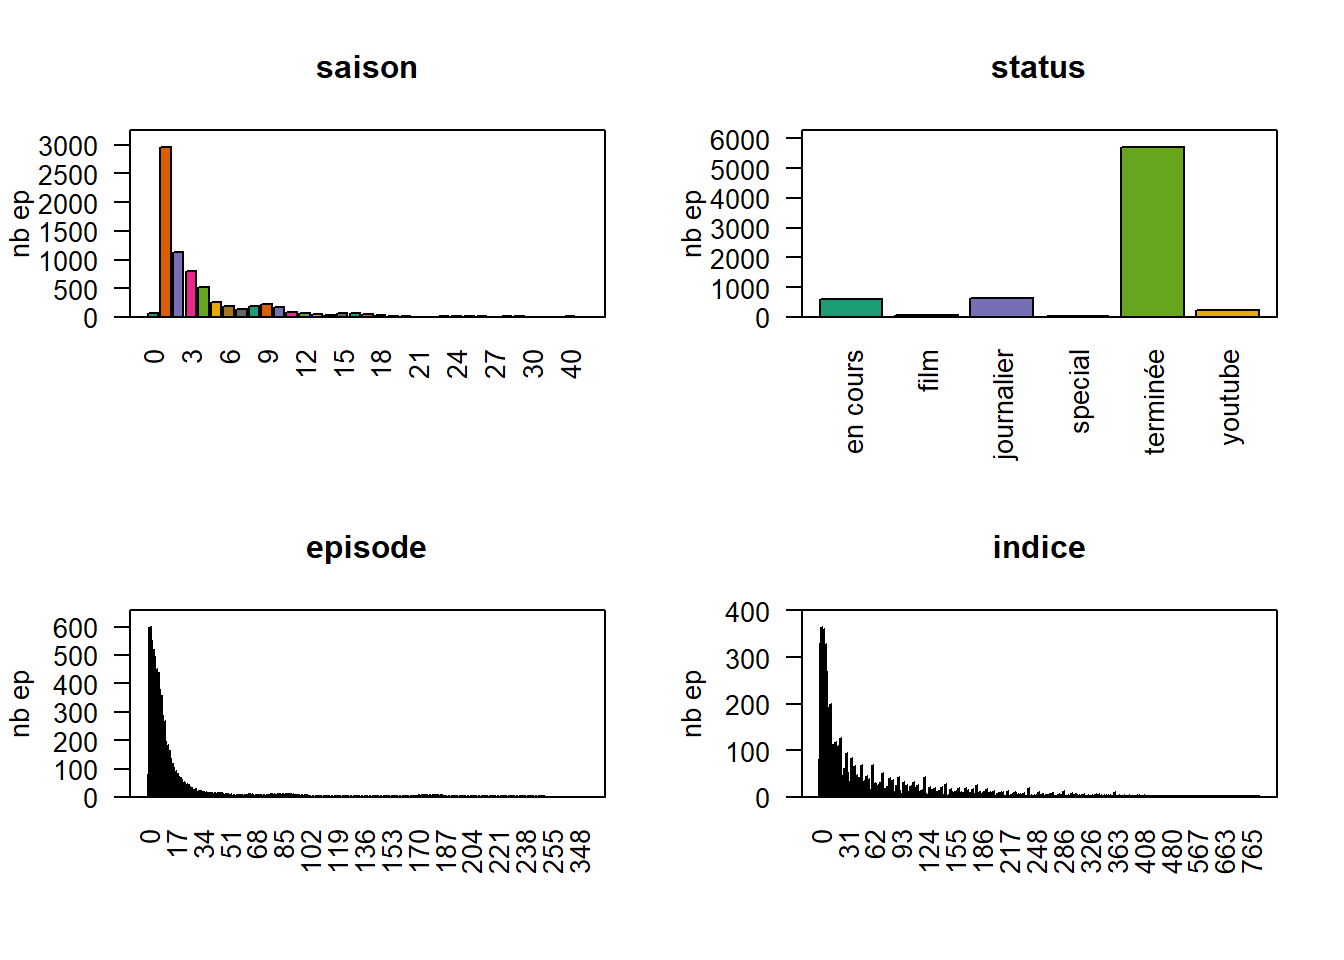 saison
nb ep
3000
2500
2000
1500
1000
500
0
0 3 6 9 12 15 18 21 24 27 30 40
status
nb ep
6000
5000
4000
3000
2000
1000
0
en cours film journalier special terminée youtube
episode
nb ep
600
500
400
300
200
100
0
0 17 34 51 68 85 102 119 136 153 170 187 204 221 238 255 348
indice
nb ep
400
300
200
100
0
0 31 62 93 124 155 186 217 248 286 326 363 408 480 567 663 765